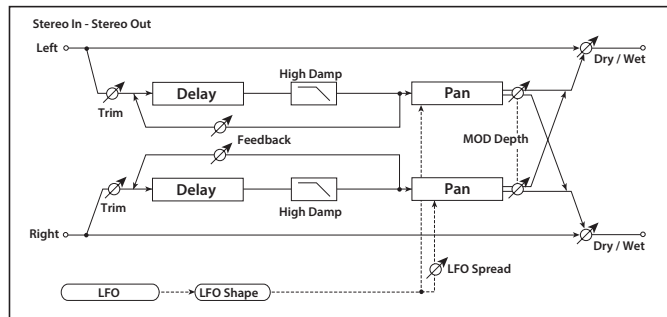 Stereo In - Stereo Out
Left
Dry / Wet
High Damp
Delay
Pan
Trim
Feedback
MOD Depth
Delay
Pan
Trim
High Damp
Right
Dry / Wet
LFO Spread
LFO
LFO Shape